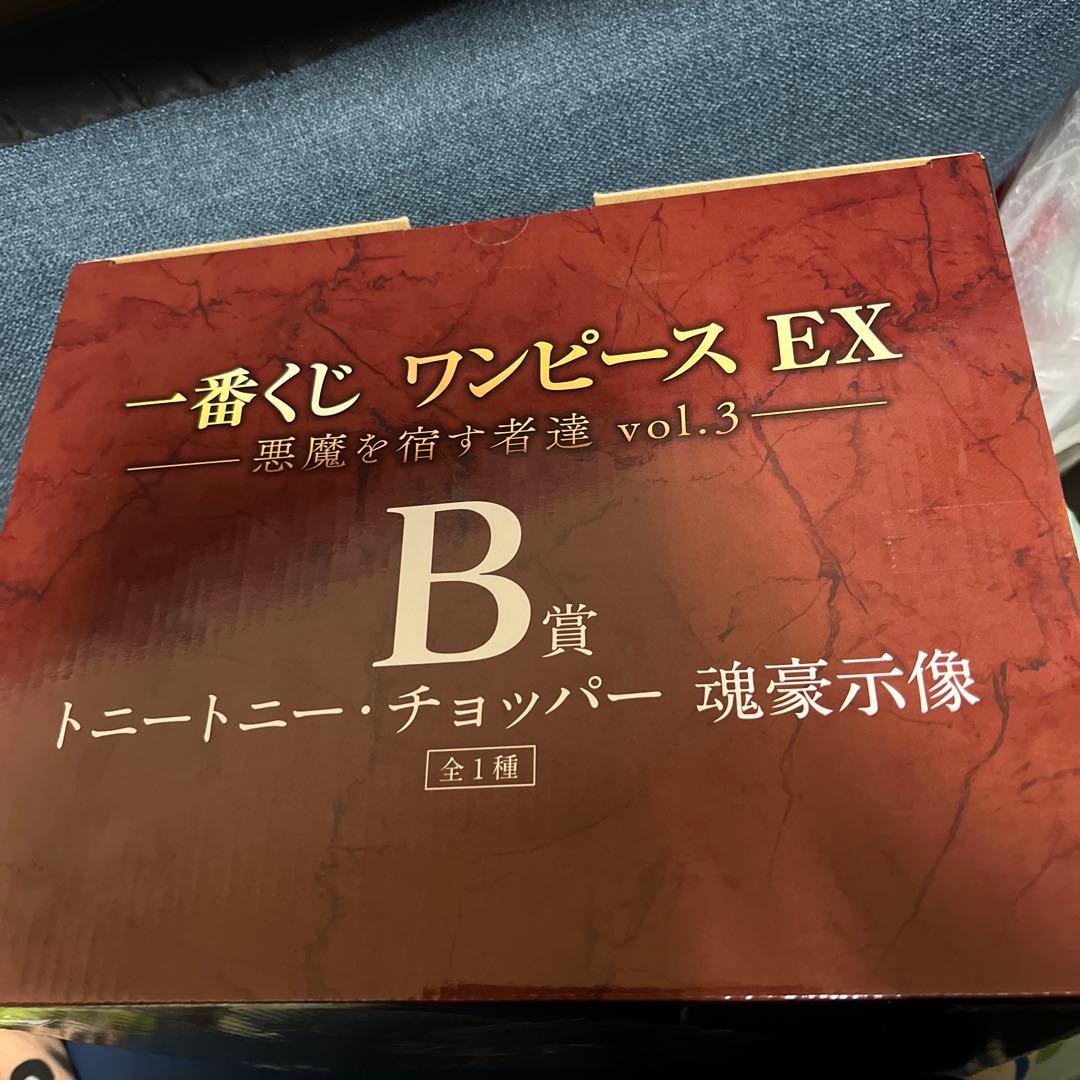 一番くじ ワンピース EX
悪魔を宿す者達 vol.3
B賞
トニートニー・チョッパー 魂豪示像
全1種